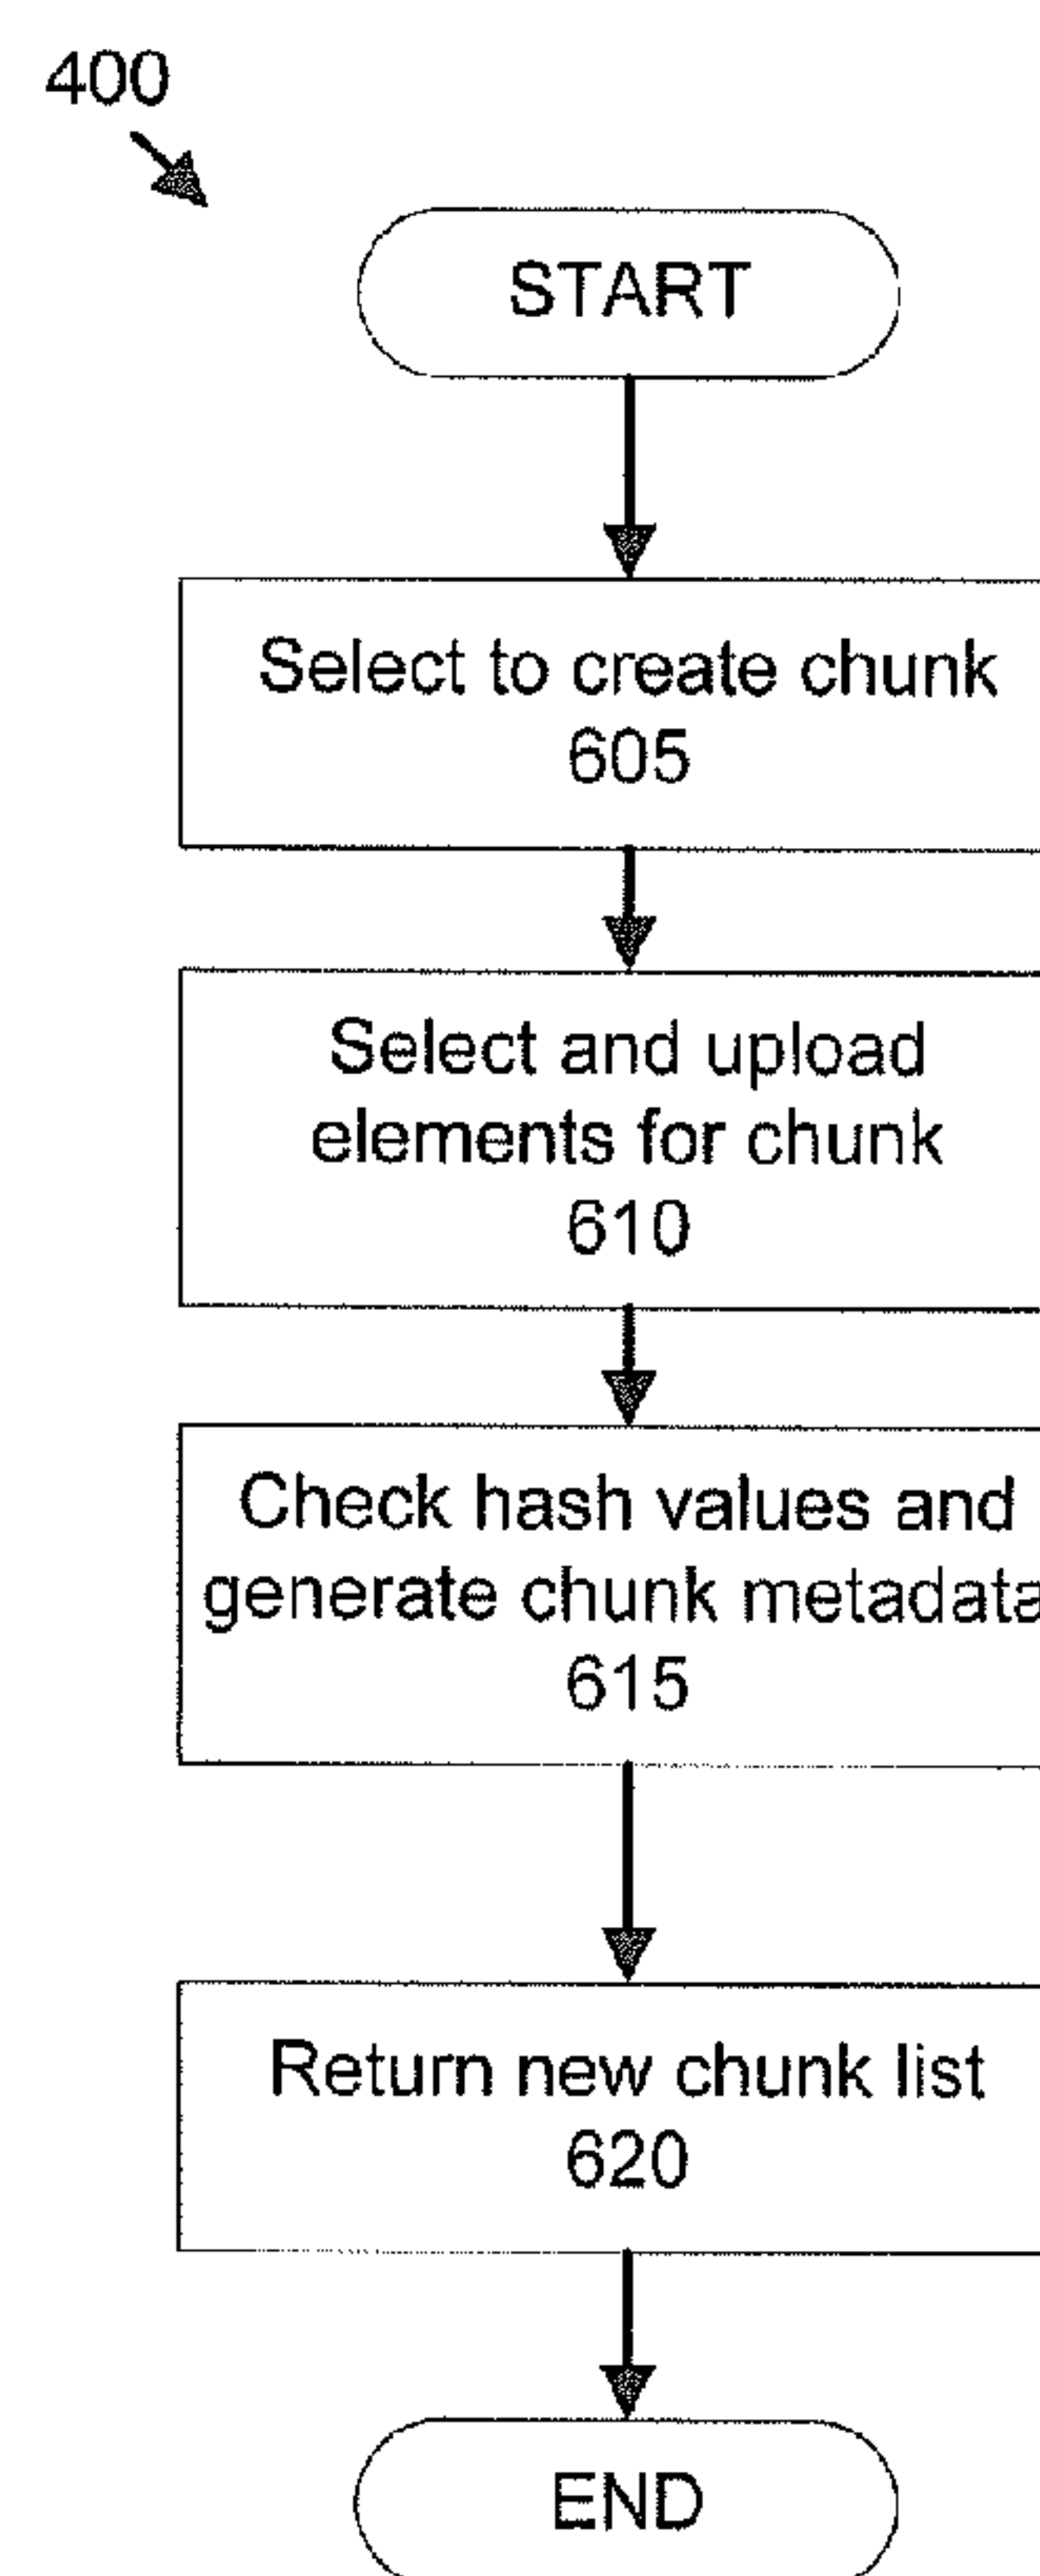 400
START
Select to create chunk
605
Select and upload
elements for chunk
610
Check hash values and
generate chunk metadata
615
Return new chunk list
620
END